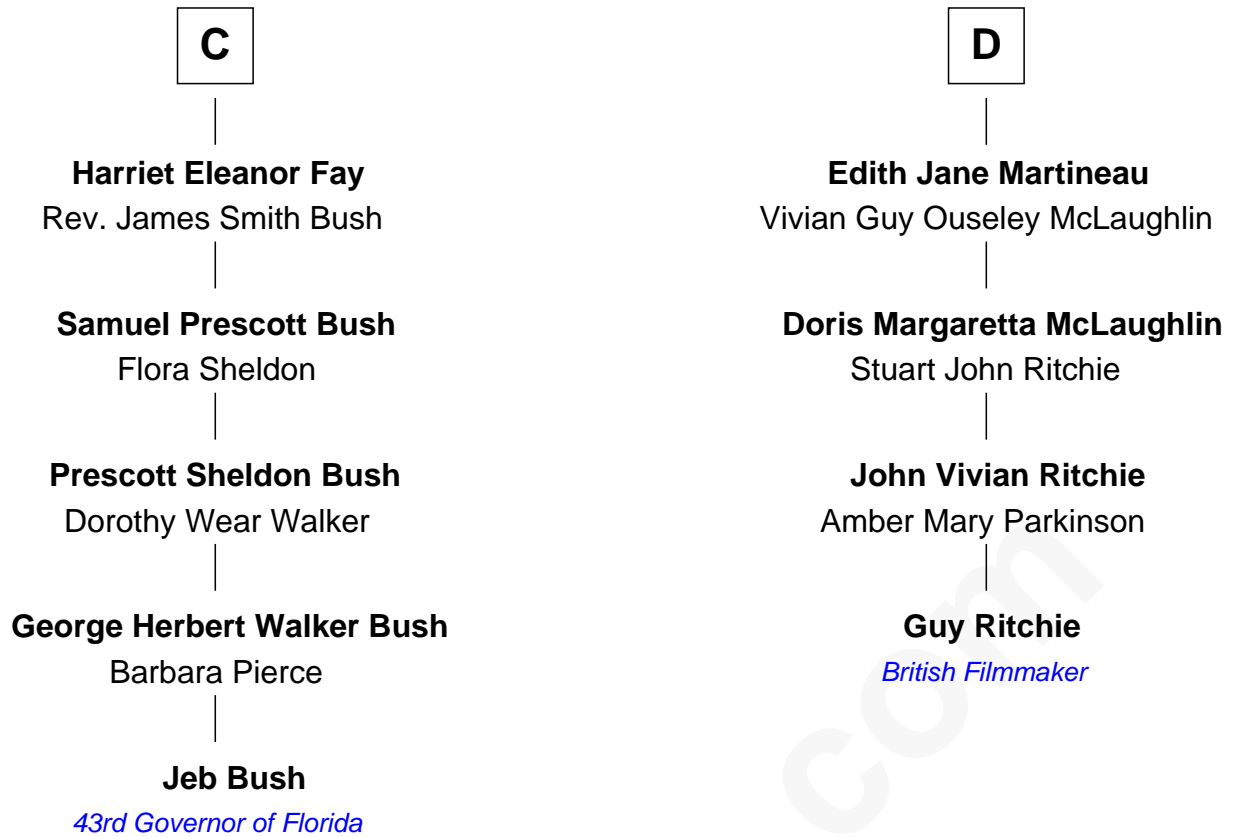 C
Harriet Eleanor Fay
Rev. James Smith Bush
Samuel Prescott Bush
Flora Sheldon
Prescott Sheldon Bush
Dorothy Wear Walker
George Herbert Walker Bush
Barbara Pierce
Jeb Bush
43rd Governor of Florida
D
Edith Jane Martineau
Vivian Guy Ouseley McLaughlin
Doris Margaretta McLaughlin
Stuart John Ritchie
John Vivian Ritchie
Amber Mary Parkinson
Guy Ritchie
British Filmmaker
com